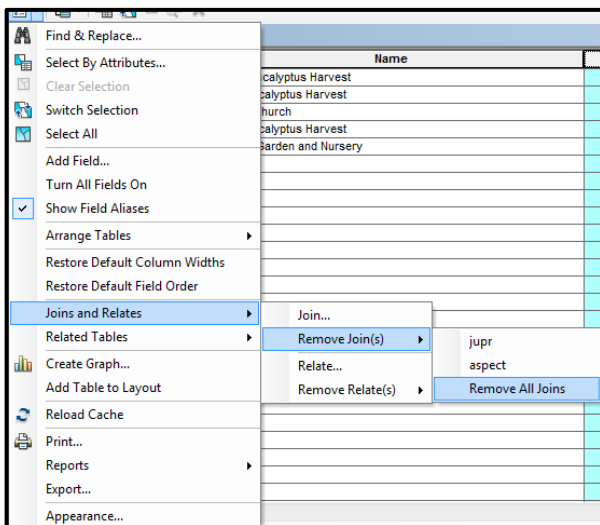 Find & Replace...
Select By Attributes...
Clear Selection
Switch Selection
Select All
Add Field...
Turn All Fields On
Show Field Aliases
Arrange Tables
Restore Default Column Widths
Restore Default Field Order
Joins and Relates
Related Tables
Create Graph...
Add Table to Layout
Reload Cache
Print...
Reports
Export...
Appearance...
Name
calyptus Harvest
calyptus Harvest
hurch
calyptus Harvest
Garden and Nursery
Join...
Remove Join(s)
Relate...
Remove Relate(s)
jupr
aspect
Remove All Joins